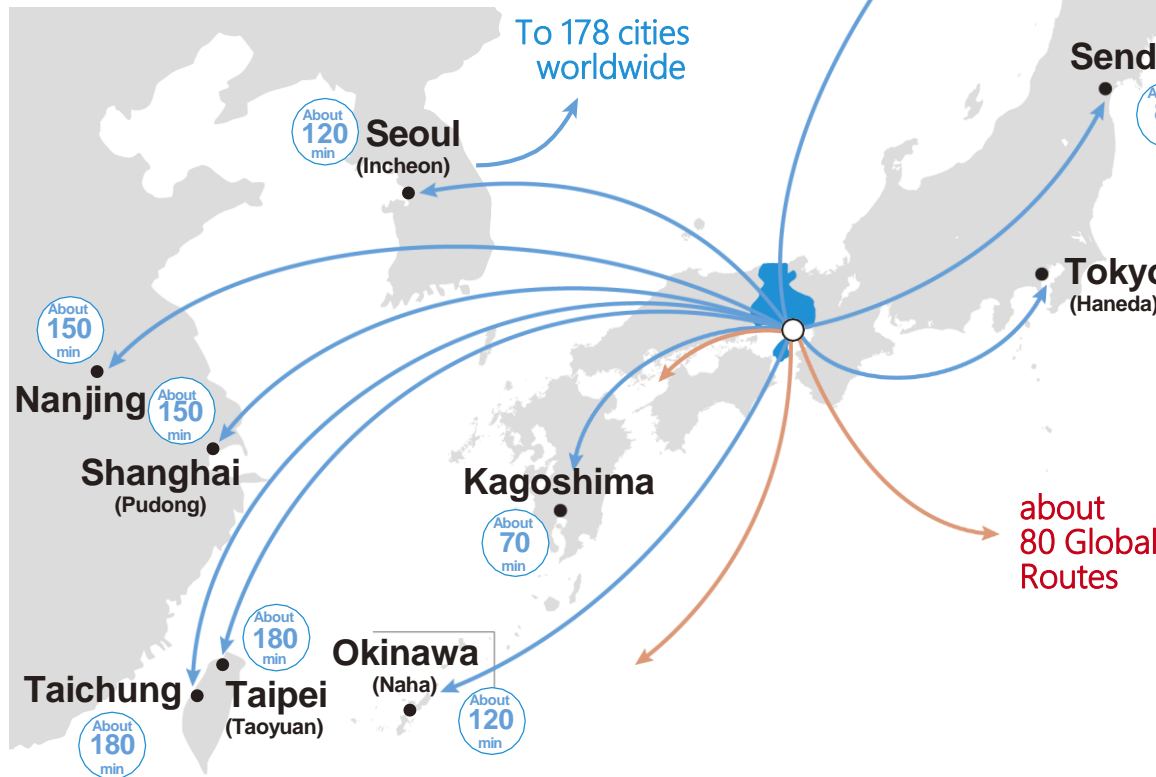 To 178 cities
worldwide
Send
About
120
min
Seoul
(Incheon)
Tokyo
(Haneda)
About
150
min
Nanjing
About
150
min
Shanghai
(Pudong)
Kagoshima
About
70
min
about
80 Global
Routes
About
180
min
Okinawa
(Naha)
Taichung
Taipei
(Taoyuan)
About
120
min
About
180
min